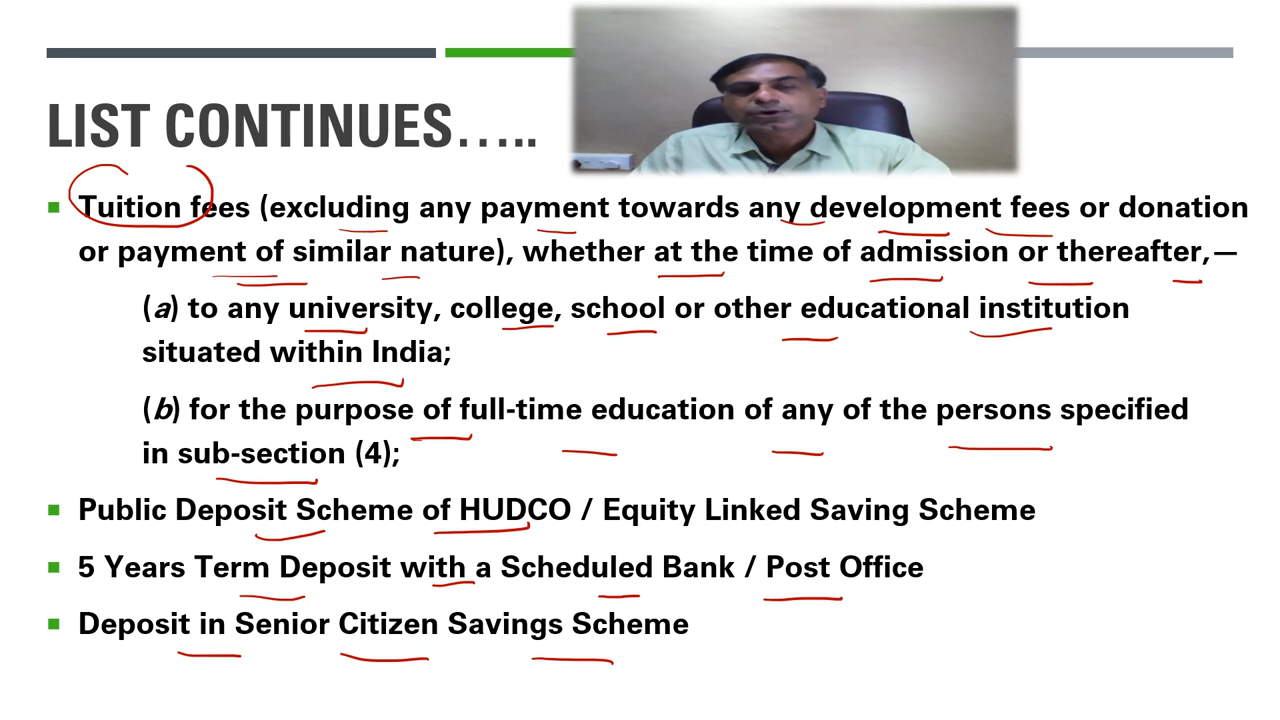 LIST CONTINUES.....
Tuition fees (excluding any payment towards any development fees or donation
or payment of similar nature), whether at the time of admission or thereafter,—
(a) to any university, college, school or other educational institution
situated within India;
(b) for the purpose of full-time education of any of the persons specified
in sub-section (4);
Public Deposit Scheme of HUDCO / Equity Linked Saving Scheme
5 Years Term Deposit with a Scheduled Bank / Post Office
Deposit in Senior Citizen Savings Scheme